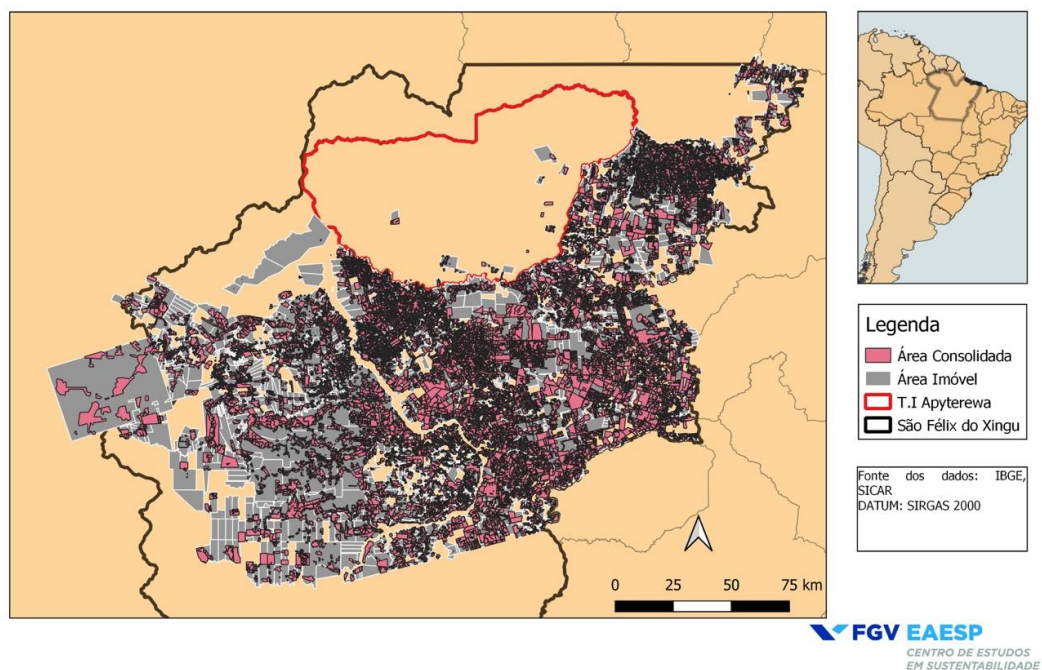 Legenda
Área Consolidada
Área Imóvel
T.I Apyterewa
São Félix do Xingu
Fonte dos dados: IBGE,
SICAR
DATUM: SIRGAS 2000
0 25 50 75 km
FGV EAESP
CENTRO DE ESTUDOS
EM SUSTENTABILIDADE